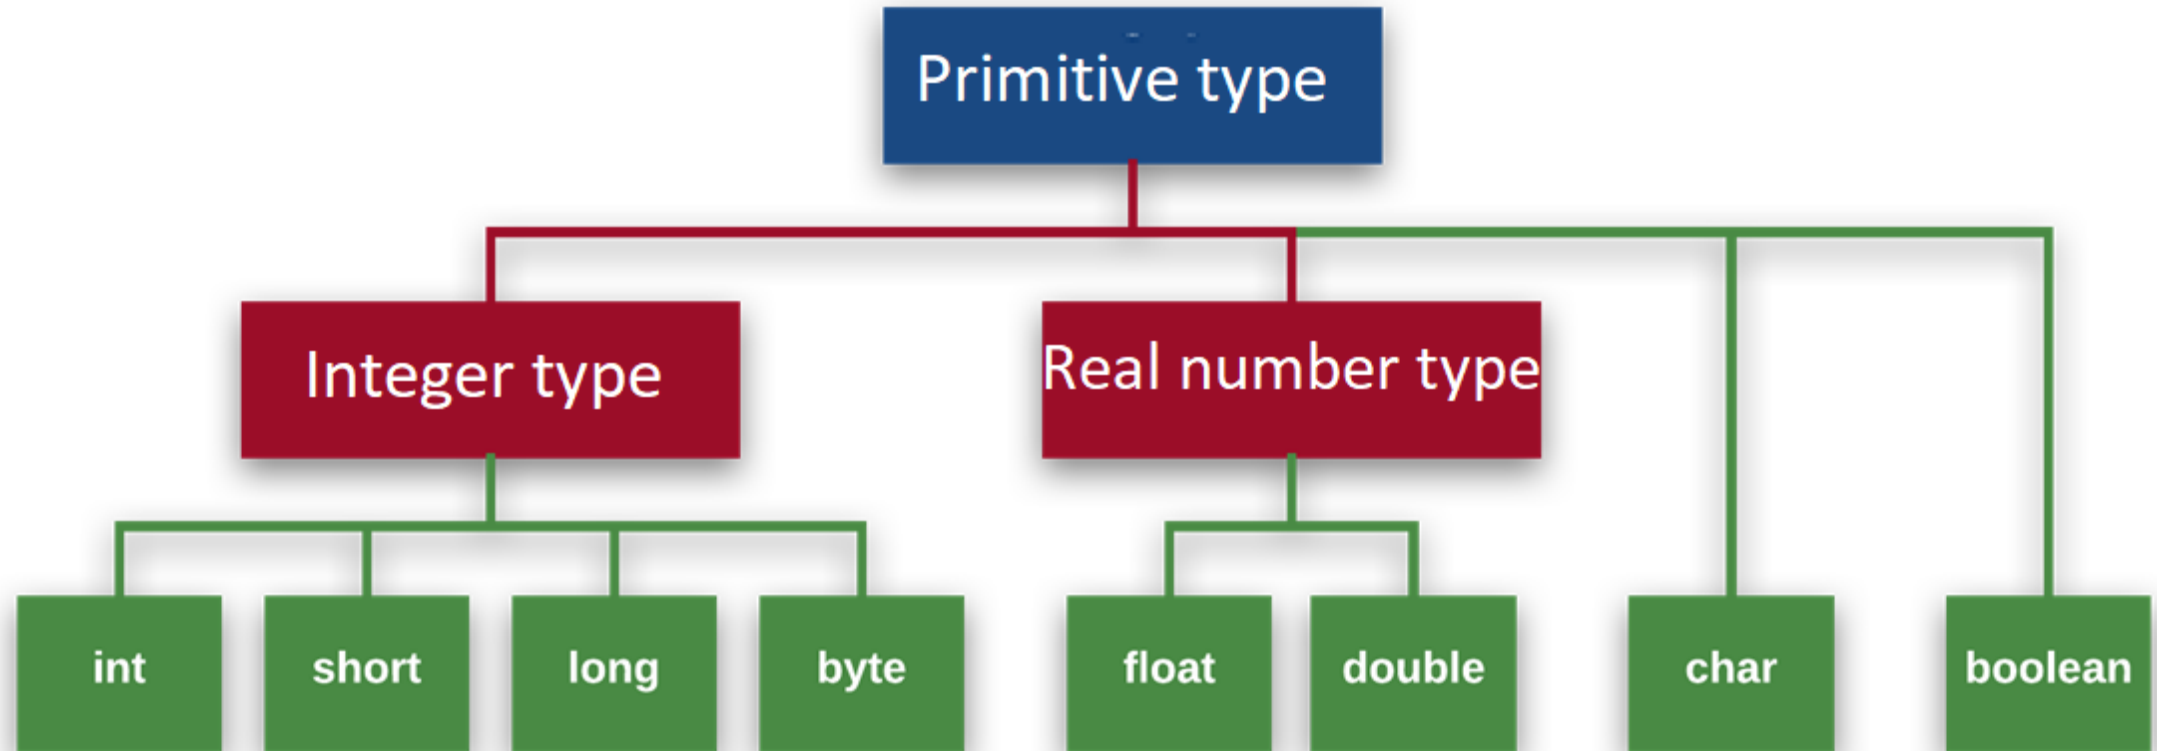 Primitive type
Integer type
Real number type
int
short
long
byte
float
double
char
boolean